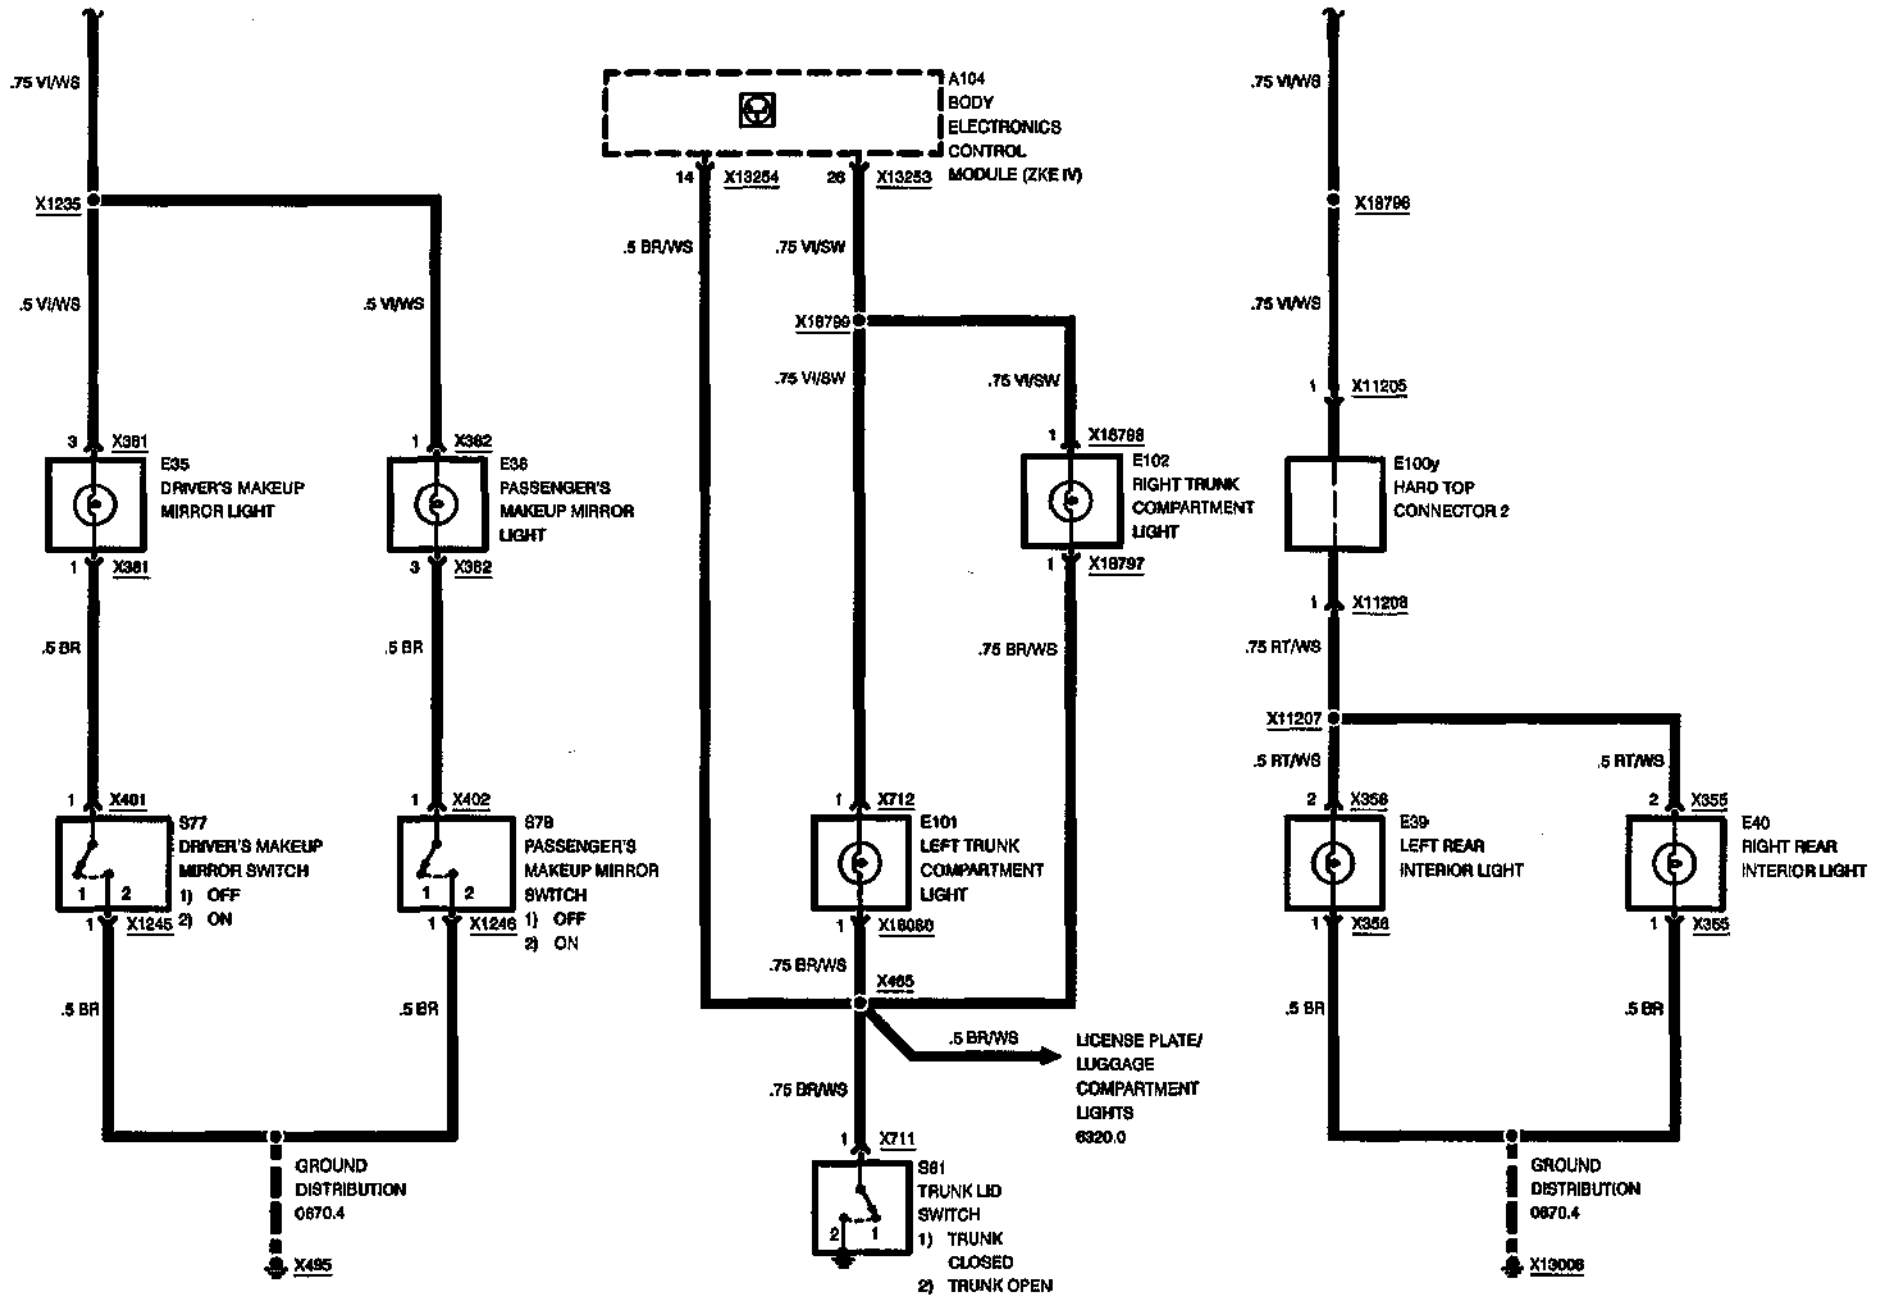 .75 VI/WS
X1235
.5 VI/WS
.5 VI/WS
3 X381
E35
DRIVER'S MAKEUP
MIRROR LIGHT
1 X381
1 X382
E36
PASSENGER'S
MAKEUP MIRROR
LIGHT
3 X382
.5 BR
.5 BR
1 X401
S77
DRIVER'S MAKEUP
MIRROR SWITCH
1) OFF
2) ON
1 2
1 X1245
1 X402
S78
PASSENGER'S
MAKEUP MIRROR
SWITCH
1) OFF
2) ON
1 2
1 X1246
.5 BR
.5 BR
GROUND
DISTRIBUTION
0670.4
X495
A104
BODY
ELECTRONICS
CONTROL
MODULE (ZKE IV)
14 X13254
26 X13253
.5 BR/WS
.75 VI/SW
X18799
.75 VI/SW
.75 VI/SW
1 X18798
E102
RIGHT TRUNK
COMPARTMENT
LIGHT
1 X18797
.75 BR/WS
1 X712
E101
LEFT TRUNK
COMPARTMENT
LIGHT
1
.75 BR/WS
X465
.5 BR/WS
LICENSE PLATE/
LUGGAGE
COMPARTMENT
LIGHTS
6320.0
.75 BR/WS
1 X711
S61
TRUNK LID
SWITCH
1) TRUNK
CLOSED
2) TRUNK OPEN
2 1
.75 VI/WS
X18796
.75 VI/WS
1 X11205
E100y
HARD TOP
CONNECTOR 2
1
.75 RT/WS
X11207
.5 RT/WS
.5 RT/WS
2 X356
E39
LEFT REAR
INTERIOR LIGHT
1 X356
2 X355
E40
RIGHT REAR
INTERIOR LIGHT
1 X355
.5 BR
.5 BR
GROUND
DISTRIBUTION
0670.4